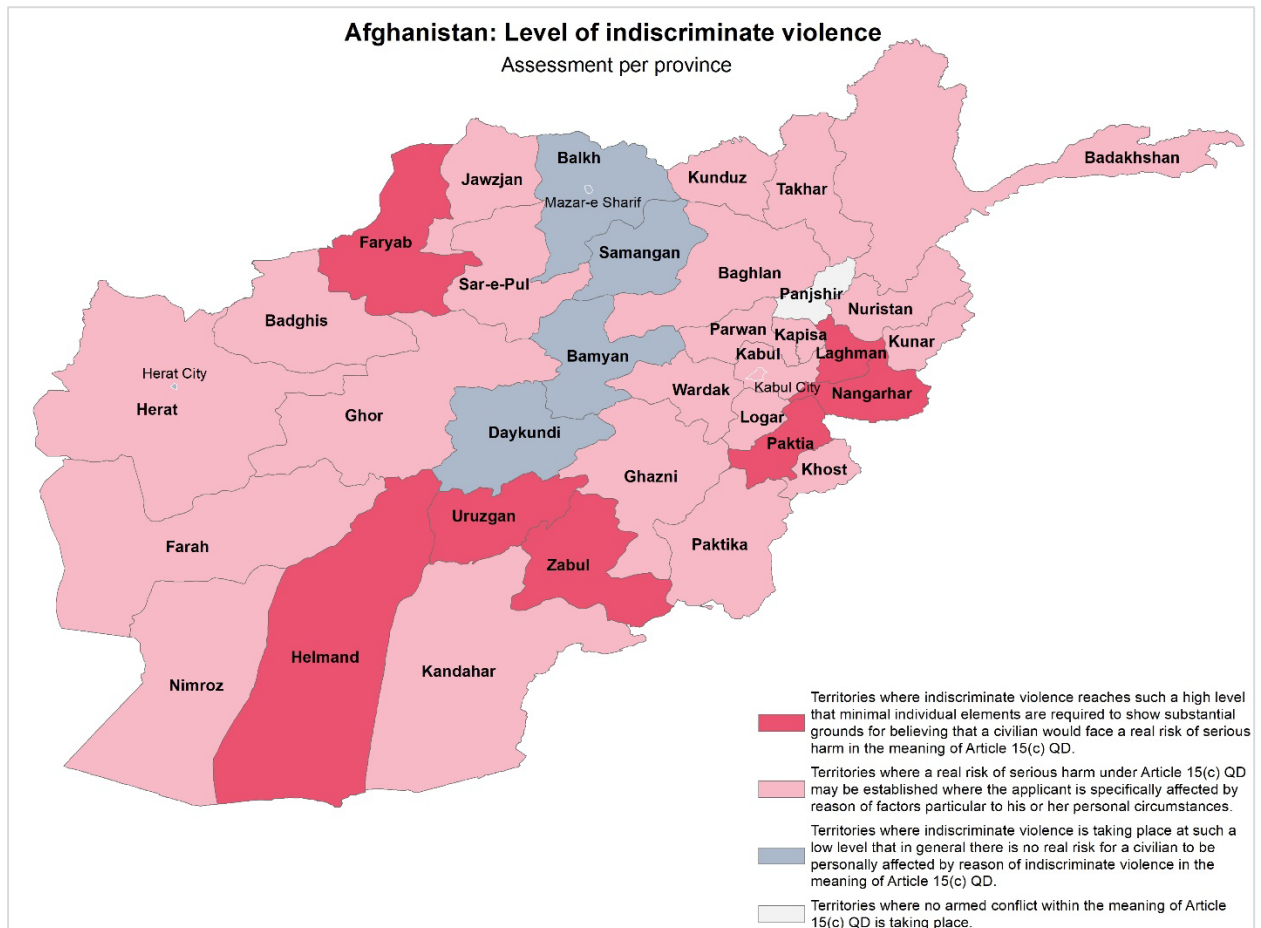 Afghanistan: Level of indiscriminate violence
Assessment per province
Balkh
Badakhshan
Jawzjan
Kunduz
Takhar
Mazar-e Sharif
Faryab
Samangan
Baghlan
Sar-e-Pul
Panjshir
Nuristan
Badghis
Parwan
Kapisa
Kunar
Bamyan
Kabul
Laghman
Herat City
Wardak
Kabul City
Nangarhar
Herat
Ghor
Logar
Daykundi
Paktia
Khost
Ghazni
Uruzgan
Farah
Paktika
Zabul
Helmand
Kandahar
Nimroz
Territories where indiscriminate violence reaches such a high level
that minimal individual elements are required to show substantial
grounds for believing that a civilian would face a real risk of serious
harm in the meaning of Article 15(c) QD.
Territories where a real risk of serious harm under Article 15(c) QD
may be established where the applicant is specifically affected by
reason of factors particular to his or her personal circumstances.
Territories where indiscriminate violence is taking place at such a
low level that in general there is no real risk for a civilian to be
personally affected by reason of indiscriminate violence in the
meaning of Article 15(c) QD.
Territories where no armed conflict within the meaning of Article
15(c) QD is taking place.